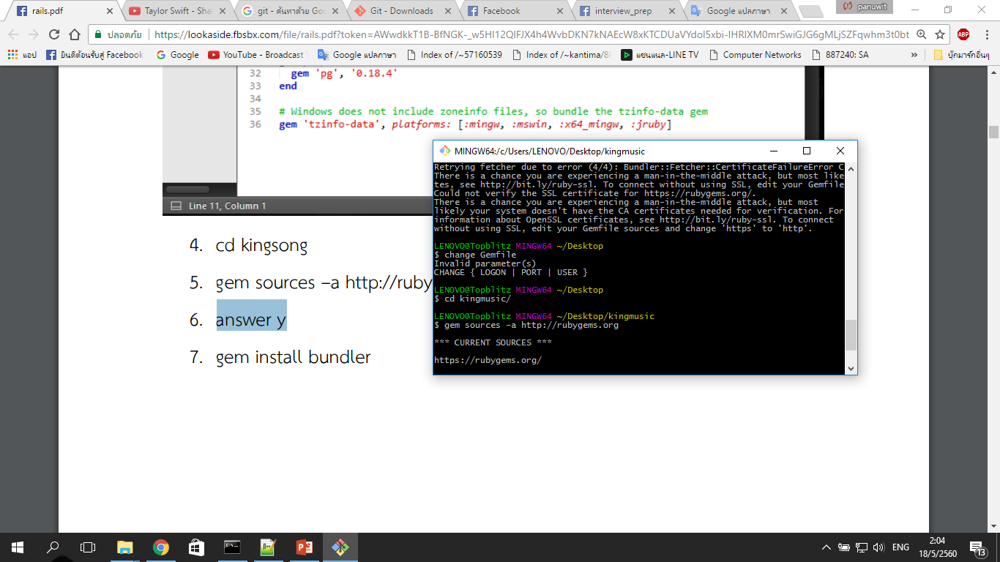 rails.pdf
Taylor Swift - Sha
git - ค้นหาด้วย Goo
Git - Downloads
Facebook
interview_prep
Google แปลภาษา
panuwit
ปลอดภัย
https://lookaside.fbsbx.com/file/rails.pdf?token=
ABP
แอป
ยินดีต้อนรับสู่ Facebook
Google
YouTube - Broadcast
Google แปลภาษา
Index of /~57160539
Index of /~kantima/88
แชนแนล-LINE TV
Computer Networks
887240: SA
»
บุ๊กมาร์กอื่นๆ
32 gem 'pg', '0.18.4'
33 end
34
35 # Windows does not include zoneinfo files, so bundle the tzinfo-data gem
36 gem 'tzinfo-data', platforms: [:mingw, :mswin, :x64_mingw, :jruby]
Line 11, Column 1
4. cd kingsong
5. gem sources –a http://ruby
6. answer y
7. gem install bundler
MINGW64:/c/Users/LENOVO/Desktop/kingmusic
Retrying fetcher due to error (4/4): Bundler::Fetcher::CertificateFailureError C
There is a chance you are experiencing a man-in-the-middle attack, but most like
tes, see http://bit.ly/ruby-ssl. To connect without using SSL, edit your Gemfile
Could not verify the SSL certificate for https://rubygems.org/.
There is a chance you are experiencing a man-in-the-middle attack, but most
likely your system doesn't have the CA certificates needed for verification. For
information about OpenSSL certificates, see http://bit.ly/ruby-ssl. To connect
without using SSL, edit your Gemfile sources and change 'https' to 'http'.
LENOVO@Topblitz MINGW64 ~/Desktop
$ change Gemfile
Invalid parameter(s)
CHANGE { LOGON | PORT | USER }
LENOVO@Topblitz MINGW64 ~/Desktop
$ cd kingmusic/
LENOVO@Topblitz MINGW64 ~/Desktop/kingmusic
$ gem sources -a http://rubygems.org
*** CURRENT SOURCES ***
https://rubygems.org/
ENG
2:04
18/5/2560
13